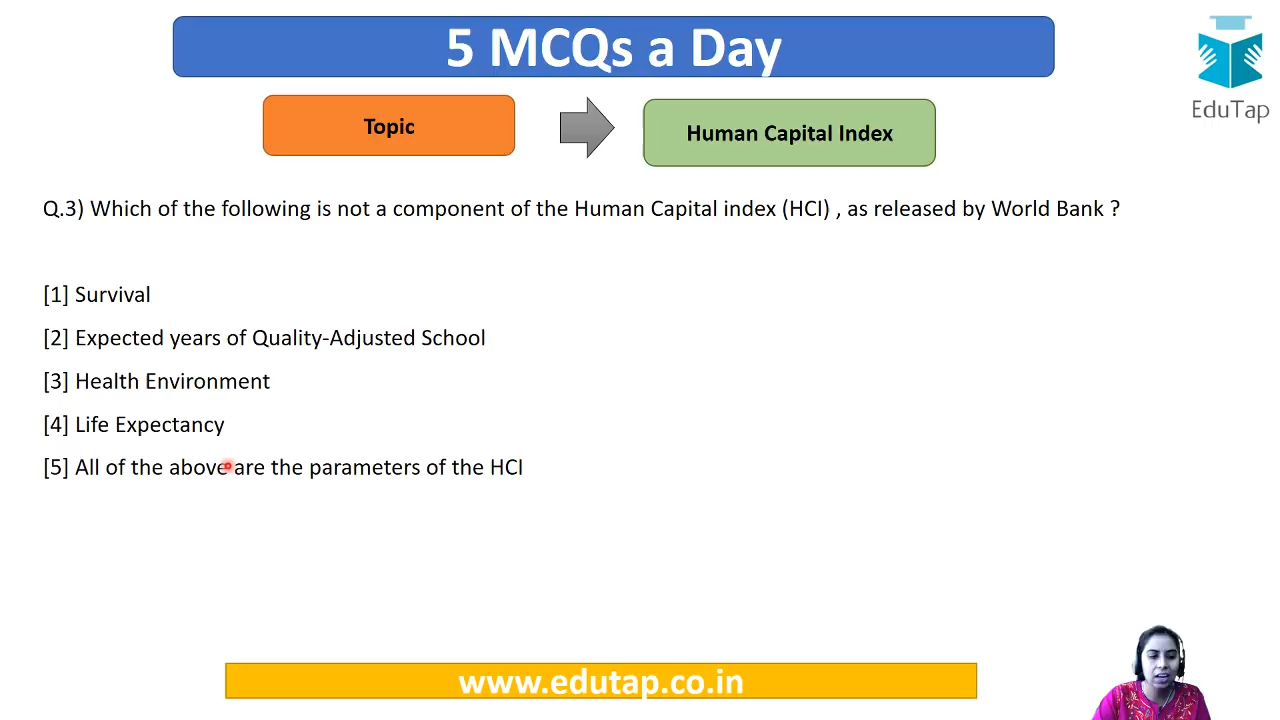 5 MCQs a Day
EduTap
Topic
Human Capital Index
Q.3) Which of the following is not a component of the Human Capital index (HCI) , as released by World Bank ?
[1] Survival
[2] Expected years of Quality-Adjusted School
[3] Health Environment
[4] Life Expectancy
[5] All of the above are the parameters of the HCI
www.edutap.co.in